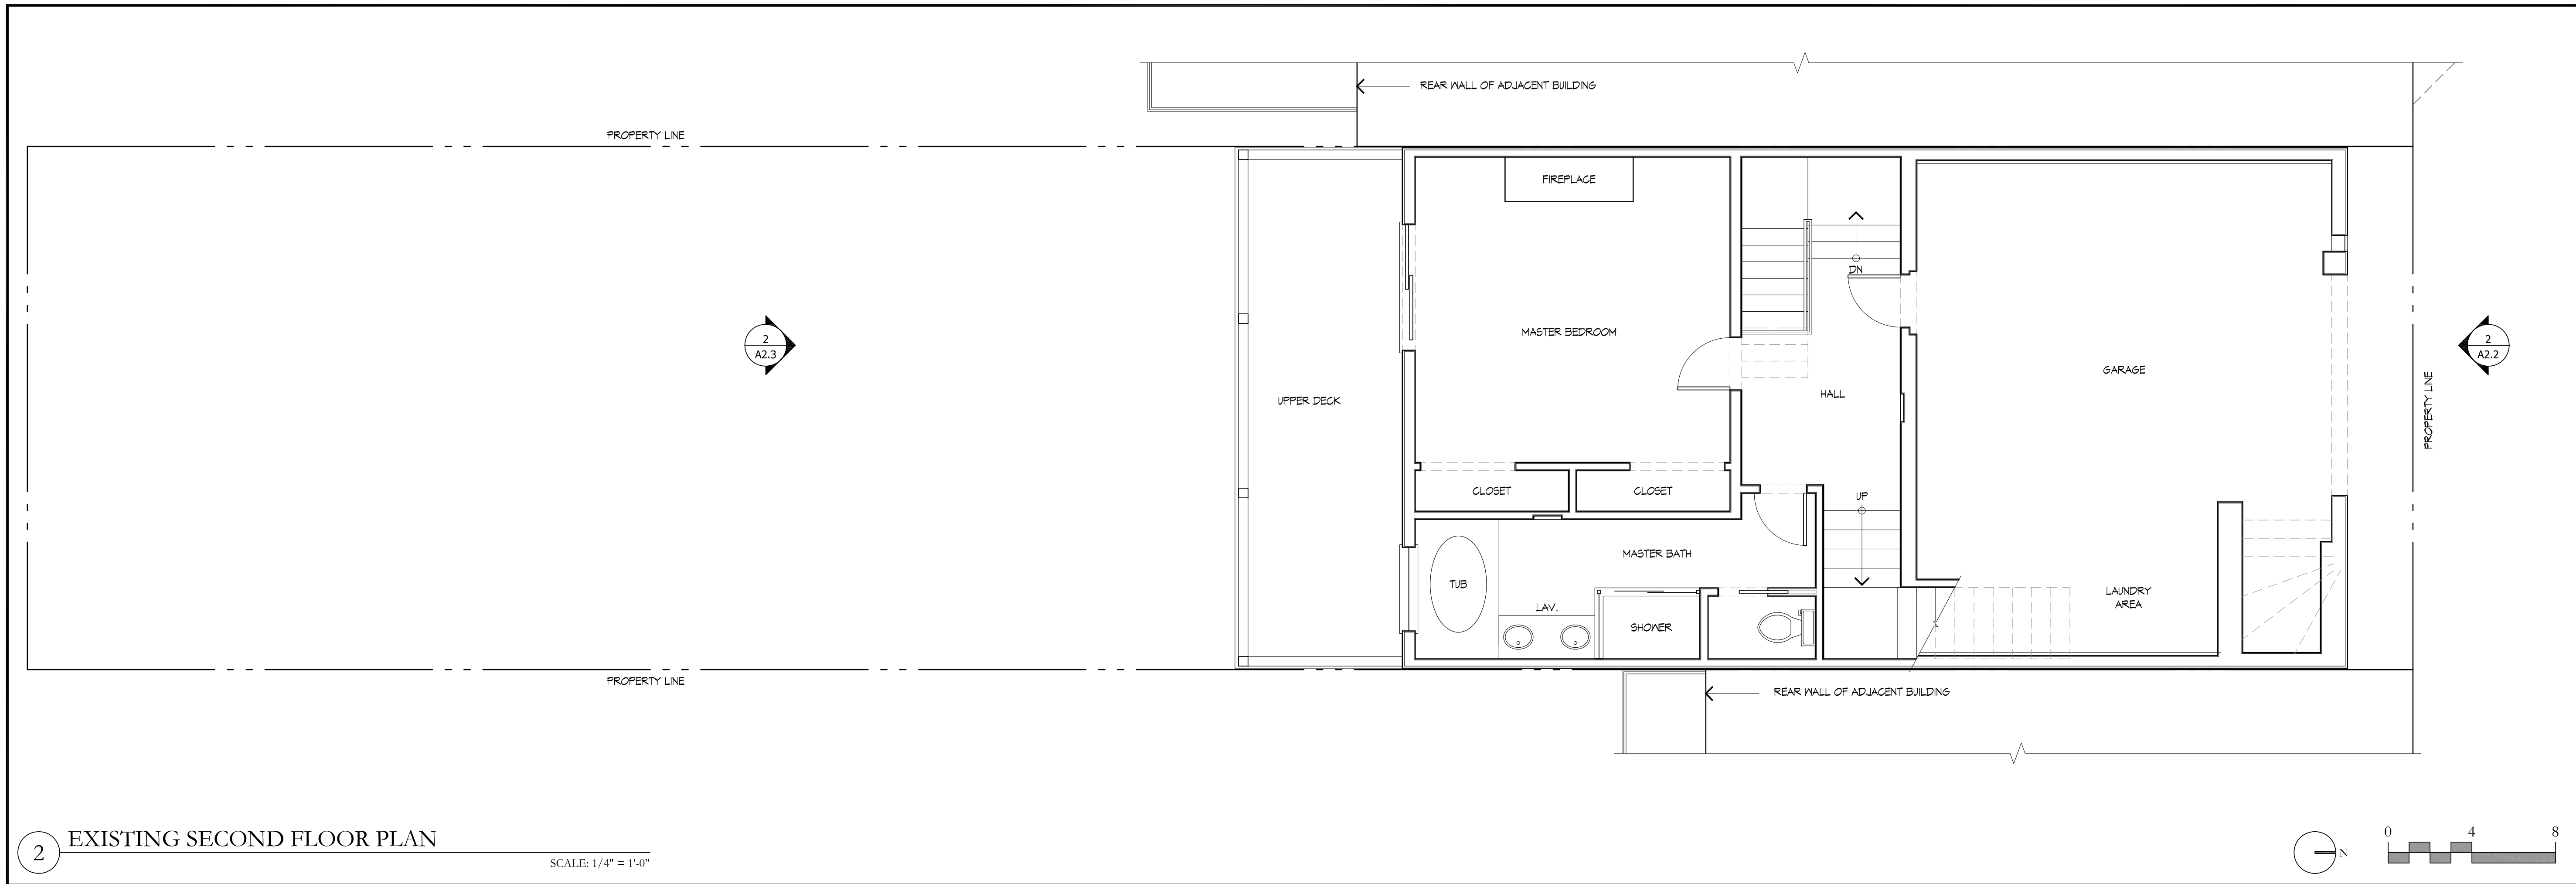 REAR WALL OF ADJACENT BUILDING
PROPERTY LINE
FIREPLACE
DN
MASTER BEDROOM
2
A2.3
2
A2.2
GARAGE
HALL
UPPER DECK
PROPERTY LINE
CLOSET
CLOSET
UP
MASTER BATH
TUB
LAV.
SHOWER
LAUNDRY
AREA
PROPERTY LINE
REAR WALL OF ADJACENT BUILDING
2
EXISTING SECOND FLOOR PLAN
SCALE: 1/4" = 1'-0"
N
0 4 8